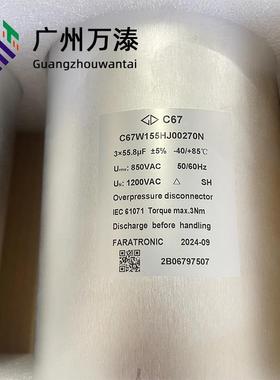 广州万漆
Guangzhouwantai
C67
C67W155HJ00270N
3×55.8μF ±5% -40/+85℃
Urms: 850VAC 50/60Hz
UN: 1200VAC △ SH
Overpressure disconnector
IEC 61071 Torque max.3Nm
Discharge before handling
FARATRONIC 2024-09
2B06797507